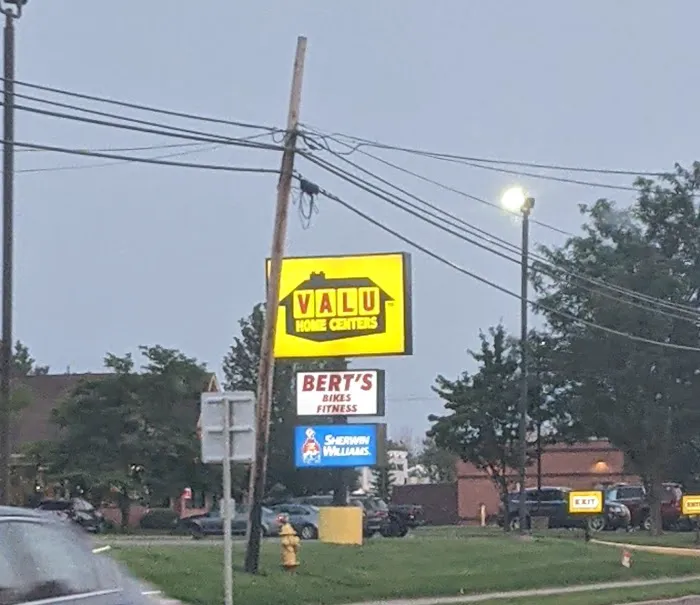 VALU
HOME CENTERS
BERT'S
BIKES
FITNESS
SHERWIN
WILLIAMS.
EXIT